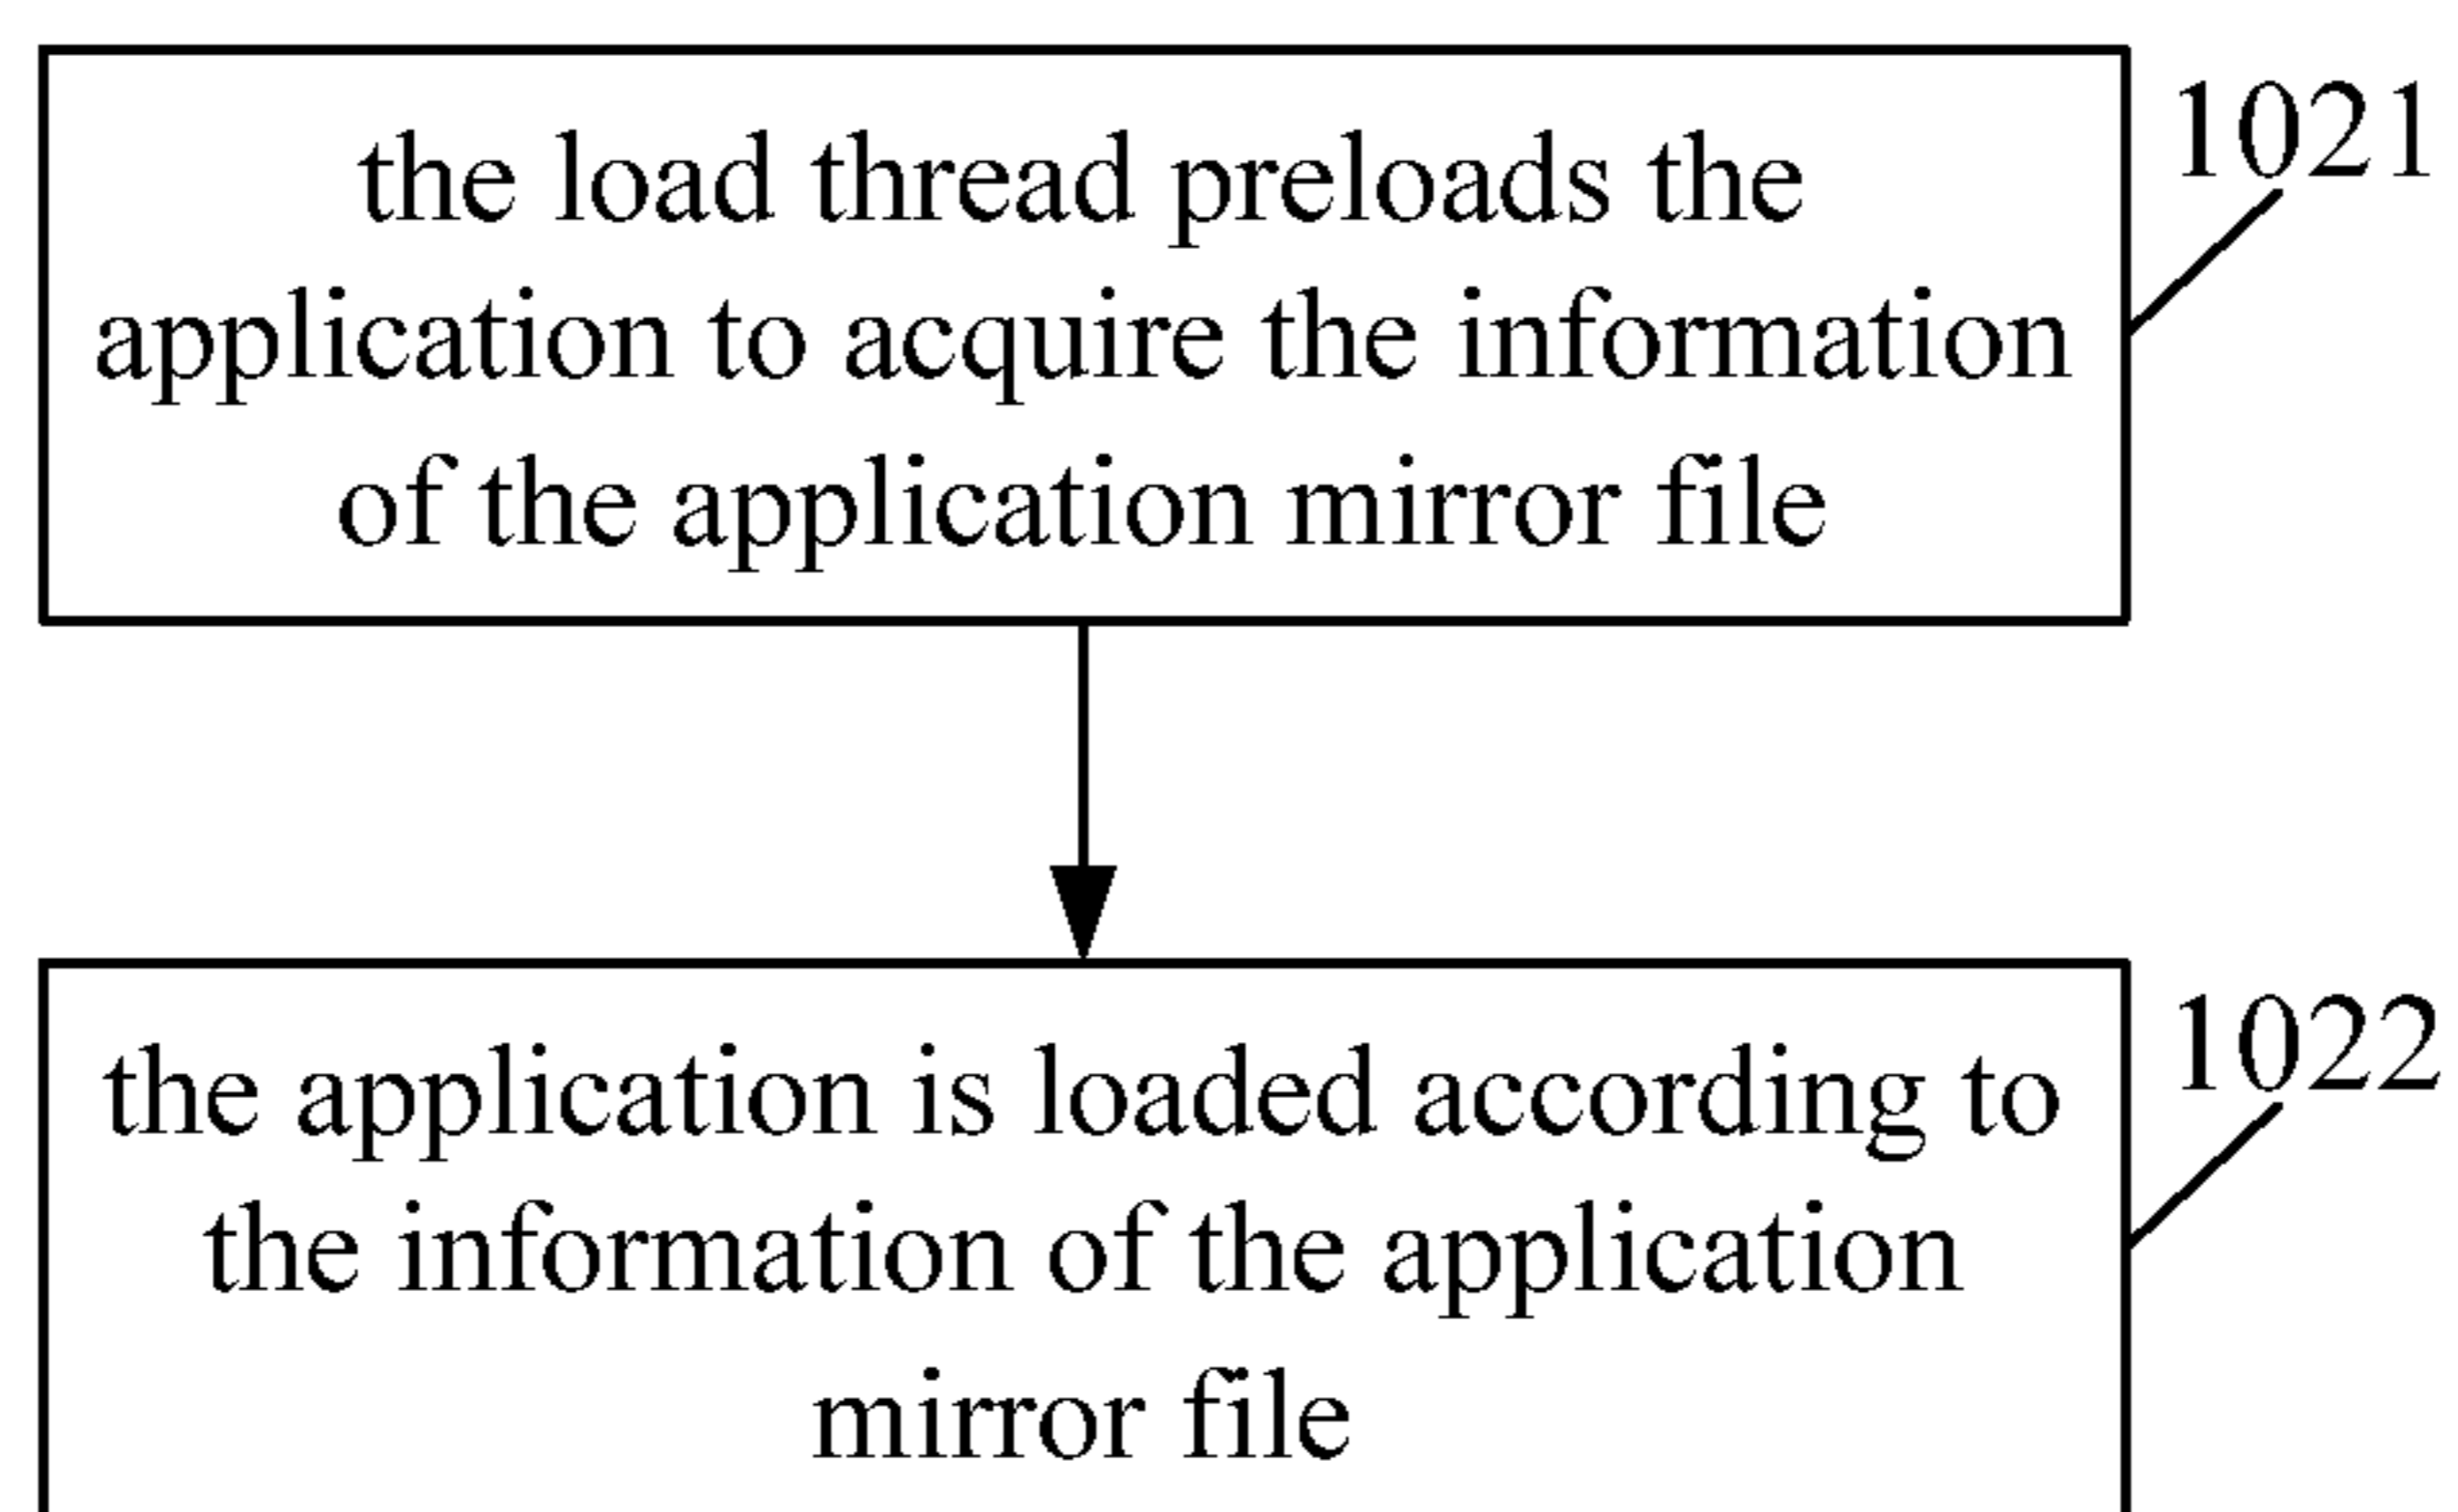 the load thread preloads the
1021
application to acquire the information
of the application mirror file
the application is loaded according to
1022
the information of the application
mirror file